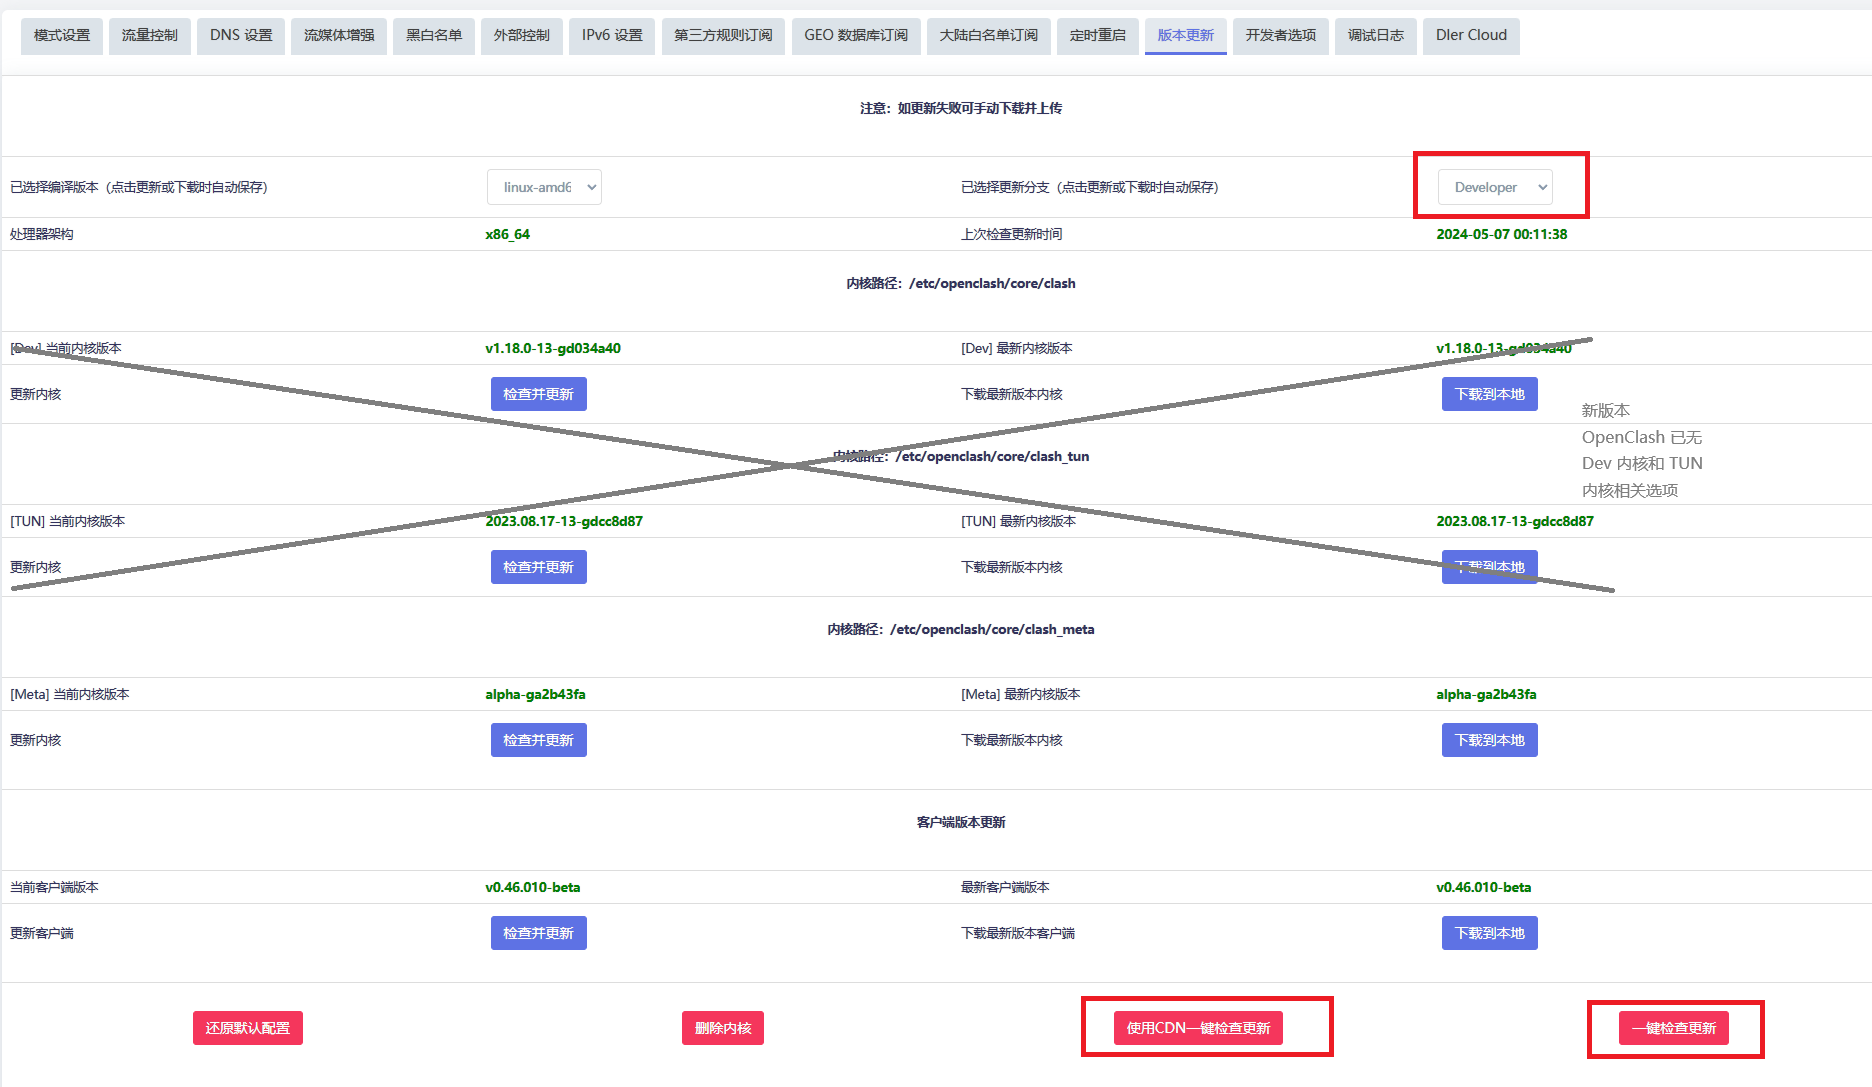 模式设置 流量控制 DNS 设置 流媒体增强 黑白名单 外部控制 IPv6 设置 第三方规则订阅 GEO 数据库订阅 大陆白名单订阅 定时重启 版本更新 开发者选项 调试日志 Dler Cloud
注意：如更新失败可手动下载并上传
已选择编译版本（点击更新或下载时自动保存） linux-amd6 已选择更新分支（点击更新或下载时自动保存） Developer
处理器架构 x86_64 上次检查更新时间 2024-05-07 00:11:38
内核路径：/etc/openclash/core/clash
[Dev] 当前内核版本 v1.18.0-13-gd034a40 [Dev] 最新内核版本 v1.18.0-13-gd034a40
更新内核 检查并更新 下载最新版本内核 下载到本地
新版本
OpenClash 已无
Dev 内核和 TUN
内核相关选项
内核路径：/etc/openclash/core/clash_tun
[TUN] 当前内核版本 2023.08.17-13-gdcc8d87 [TUN] 最新内核版本 2023.08.17-13-gdcc8d87
更新内核 检查并更新 下载最新版本内核 下载到本地
内核路径：/etc/openclash/core/clash_meta
[Meta] 当前内核版本 alpha-ga2b43fa [Meta] 最新内核版本 alpha-ga2b43fa
更新内核 检查并更新 下载最新版本内核 下载到本地
客户端版本更新
当前客户端版本 v0.46.010-beta 最新客户端版本 v0.46.010-beta
更新客户端 检查并更新 下载最新版本客户端 下载到本地
还原默认配置 删除内核 使用CDN一键检查更新 一键检查更新